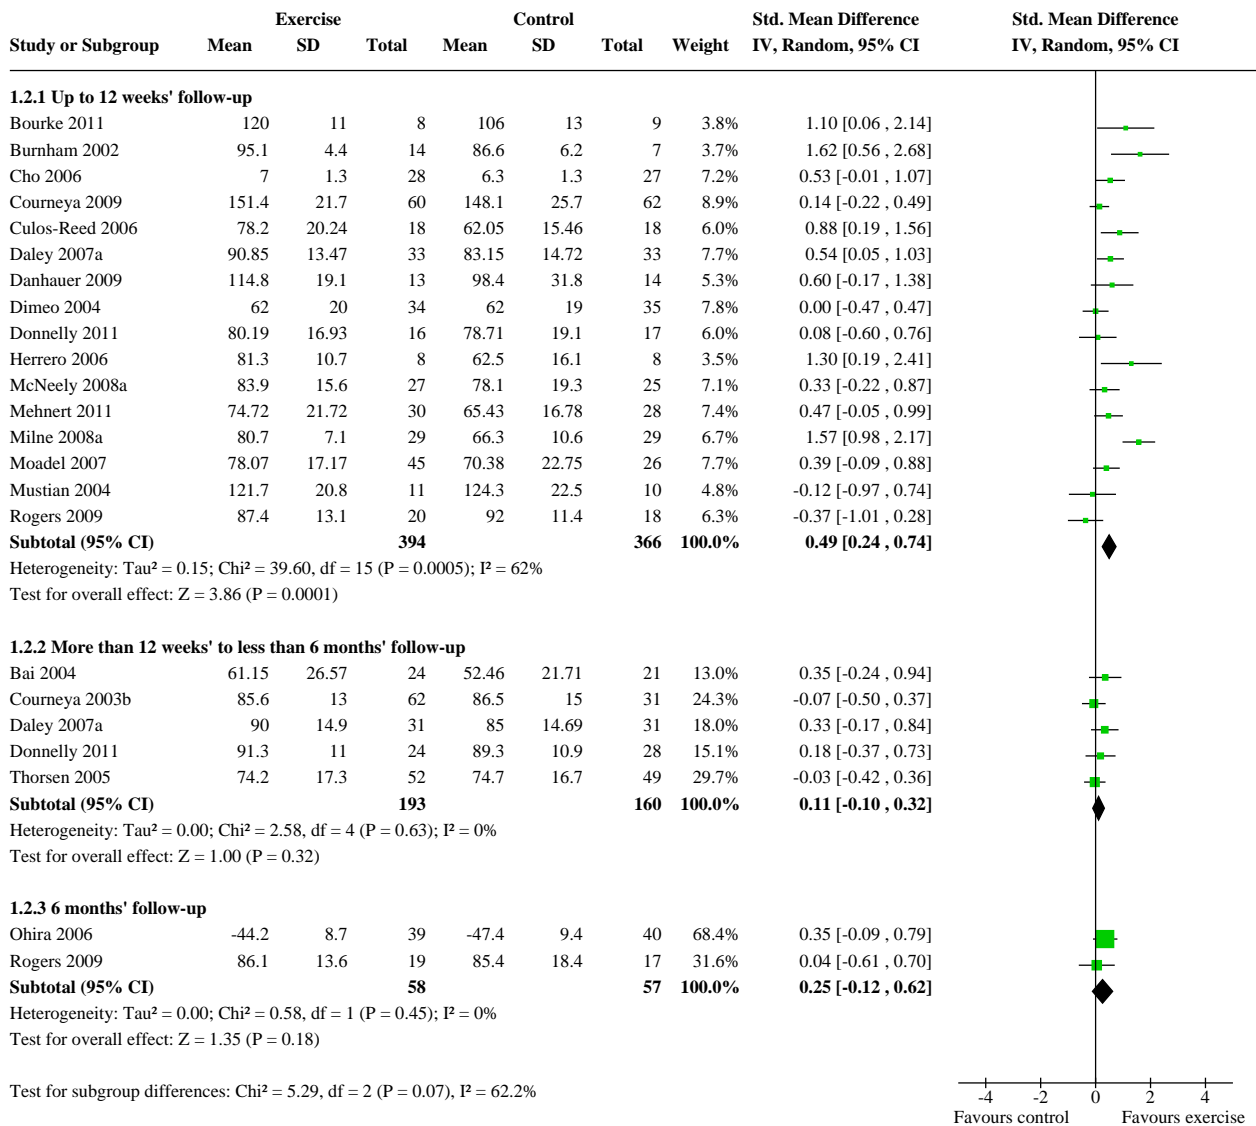 Exercise Control Std. Mean Difference Std. Mean Difference
Study or Subgroup Mean SD Total Mean SD Total Weight IV, Random, 95% CI IV, Random, 95% CI
1.2.1 Up to 12 weeks' follow-up
Bourke 2011 120 11 8 106 13 9 3.8% 1.10 [0.06 , 2.14]
Burnham 2002 95.1 4.4 14 86.6 6.2 7 3.7% 1.62 [0.56 , 2.68]
Cho 2006 7 1.3 28 6.3 1.3 27 7.2% 0.53 [-0.01 , 1.07]
Courneya 2009 151.4 21.7 60 148.1 25.7 62 8.9% 0.14 [-0.22 , 0.49]
Culos-Reed 2006 78.2 20.24 18 62.05 15.46 18 6.0% 0.88 [0.19 , 1.56]
Daley 2007a 90.85 13.47 33 83.15 14.72 33 7.7% 0.54 [0.05 , 1.03]
Danhauer 2009 114.8 19.1 13 98.4 31.8 14 5.3% 0.60 [-0.17 , 1.38]
Dimeo 2004 62 20 34 62 19 35 7.8% 0.00 [-0.47 , 0.47]
Donnelly 2011 80.19 16.93 16 78.71 19.1 17 6.0% 0.08 [-0.60 , 0.76]
Herrero 2006 81.3 10.7 8 62.5 16.1 8 3.5% 1.30 [0.19 , 2.41]
McNeely 2008a 83.9 15.6 27 78.1 19.3 25 7.1% 0.33 [-0.22 , 0.87]
Mehnert 2011 74.72 21.72 30 65.43 16.78 28 7.4% 0.47 [-0.05 , 0.99]
Milne 2008a 80.7 7.1 29 66.3 10.6 29 6.7% 1.57 [0.98 , 2.17]
Moadel 2007 78.07 17.17 45 70.38 22.75 26 7.7% 0.39 [-0.09 , 0.88]
Mustian 2004 121.7 20.8 11 124.3 22.5 10 4.8% -0.12 [-0.97 , 0.74]
Rogers 2009 87.4 13.1 20 92 11.4 18 6.3% -0.37 [-1.01 , 0.28]
Subtotal (95% CI) 394 366 100.0% 0.49 [0.24 , 0.74]
Heterogeneity: Tau² = 0.15; Chi² = 39.60, df = 15 (P = 0.0005); I² = 62%
Test for overall effect: Z = 3.86 (P = 0.0001)
1.2.2 More than 12 weeks' to less than 6 months' follow-up
Bai 2004 61.15 26.57 24 52.46 21.71 21 13.0% 0.35 [-0.24 , 0.94]
Courneya 2003b 85.6 13 62 86.5 15 31 24.3% -0.07 [-0.50 , 0.37]
Daley 2007a 90 14.9 31 85 14.69 31 18.0% 0.33 [-0.17 , 0.84]
Donnelly 2011 91.3 11 24 89.3 10.9 28 15.1% 0.18 [-0.37 , 0.73]
Thorsen 2005 74.2 17.3 52 74.7 16.7 49 29.7% -0.03 [-0.42 , 0.36]
Subtotal (95% CI) 193 160 100.0% 0.11 [-0.10 , 0.32]
Heterogeneity: Tau² = 0.00; Chi² = 2.58, df = 4 (P = 0.63); I² = 0%
Test for overall effect: Z = 1.00 (P = 0.32)
1.2.3 6 months' follow-up
Ohira 2006 -44.2 8.7 39 -47.4 9.4 40 68.4% 0.35 [-0.09 , 0.79]
Rogers 2009 86.1 13.6 19 85.4 18.4 17 31.6% 0.04 [-0.61 , 0.70]
Subtotal (95% CI) 58 57 100.0% 0.25 [-0.12 , 0.62]
Heterogeneity: Tau² = 0.00; Chi² = 0.58, df = 1 (P = 0.45); I² = 0%
Test for overall effect: Z = 1.35 (P = 0.18)
Test for subgroup differences: Chi² = 5.29, df = 2 (P = 0.07), I² = 62.2%
-4 -2 0 2 4
Favours control Favours exercise